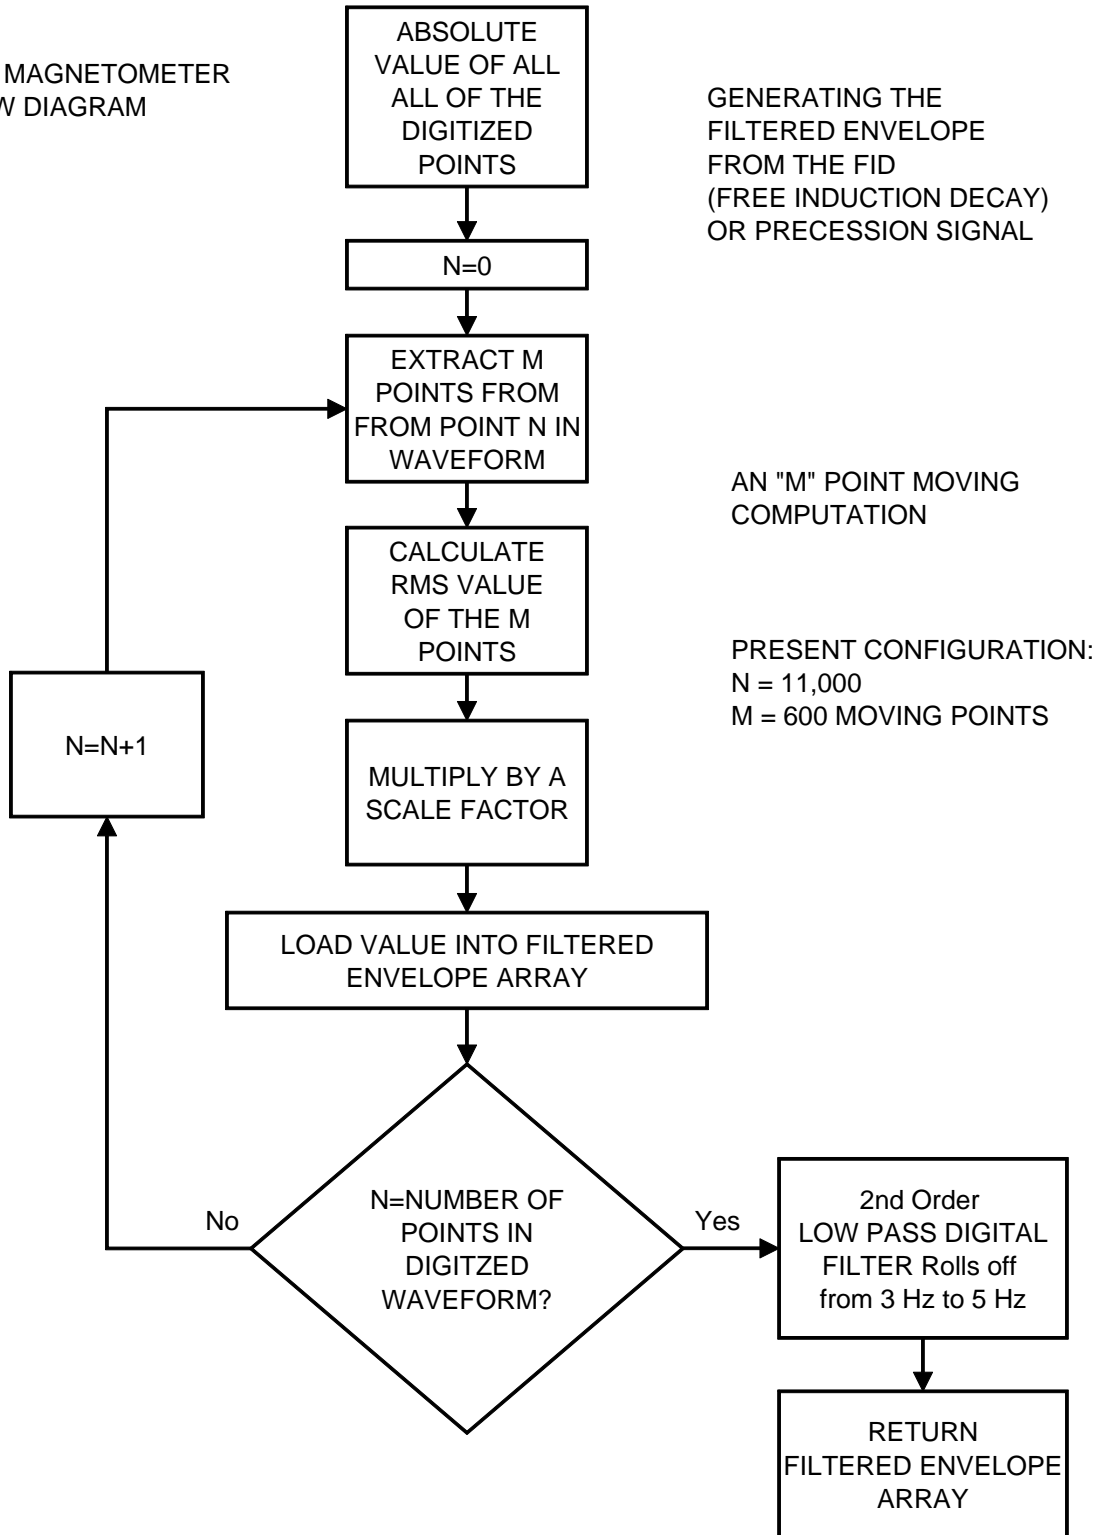 MAGNETOMETER
W DIAGRAM
ABSOLUTE
VALUE OF ALL
ALL OF THE
DIGITIZED
POINTS
GENERATING THE
FILTERED ENVELOPE
FROM THE FID
(FREE INDUCTION DECAY)
OR PRECESSION SIGNAL
N=0
EXTRACT M
POINTS FROM
FROM POINT N IN
WAVEFORM
AN "M" POINT MOVING
COMPUTATION
CALCULATE
RMS VALUE
OF THE M
POINTS
PRESENT CONFIGURATION:
N = 11,000
M = 600 MOVING POINTS
N=N+1
MULTIPLY BY A
SCALE FACTOR
LOAD VALUE INTO FILTERED
ENVELOPE ARRAY
No
N=NUMBER OF
POINTS IN
DIGITZED
WAVEFORM?
Yes
2nd Order
LOW PASS DIGITAL
FILTER Rolls off
from 3 Hz to 5 Hz
RETURN
FILTERED ENVELOPE
ARRAY